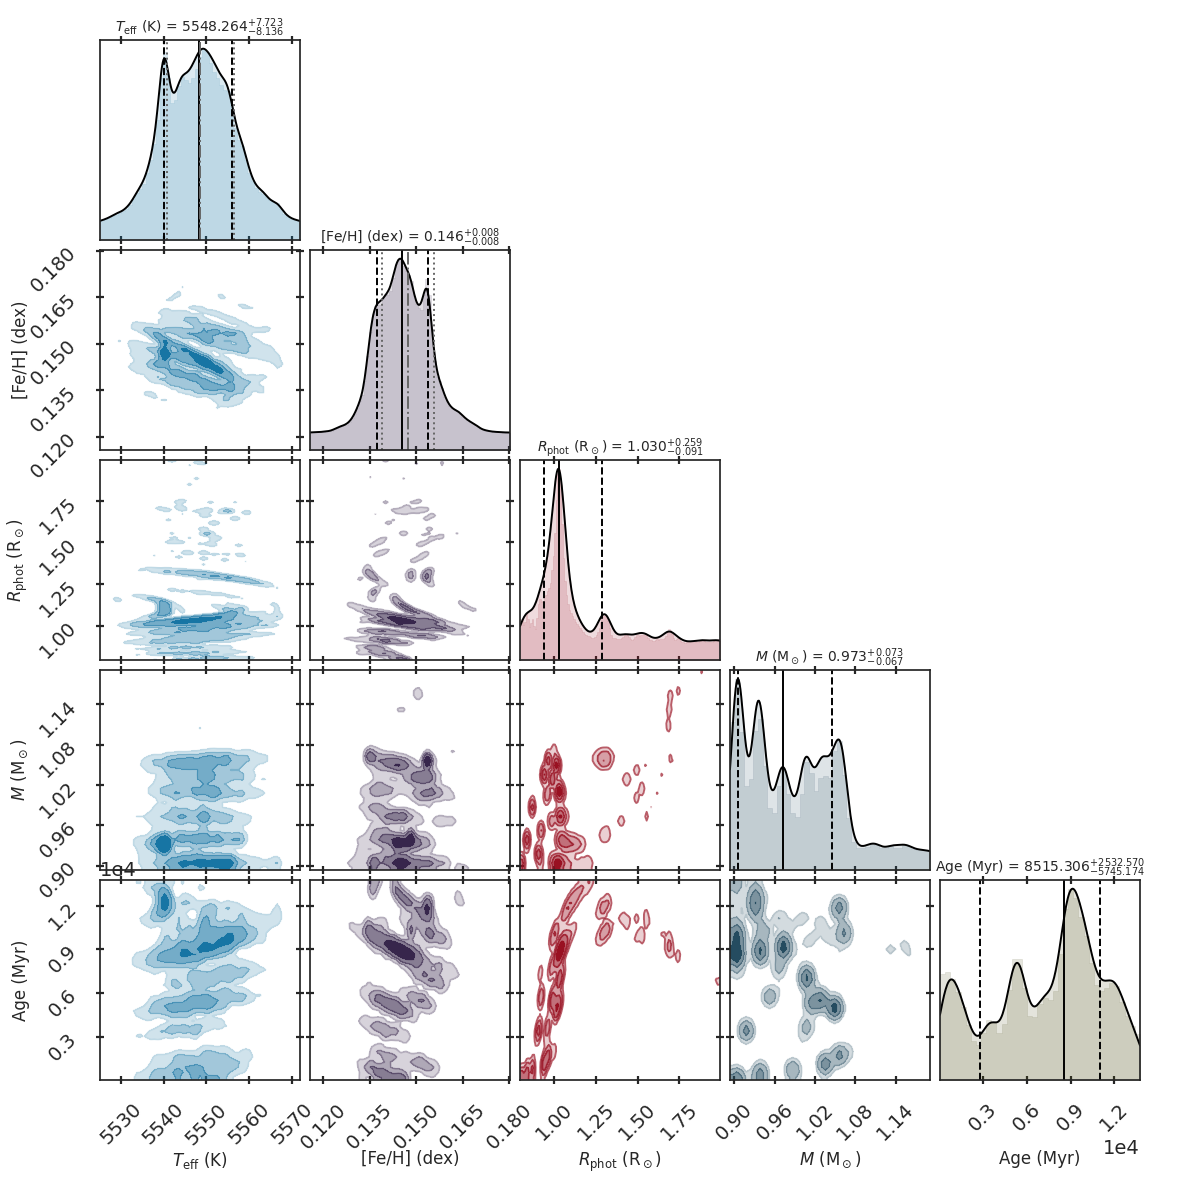 T_eff (K) = 5548.264 +7.723 −8.136
[Fe/H] (dex) = 0.146 +0.008 −0.008
0.180
0.165
0.150
0.135
0.120
[Fe/H] (dex)
R_phot (R⊙) = 1.030 +0.259 −0.091
1.75
1.50
1.25
1.00
R_phot (R⊙)
M (M⊙) = 0.973 +0.073 −0.067
1.14
1.08
1.02
0.96
0.90
M (M⊙)
1e4
Age (Myr) = 8515.306 +2532.570 −5745.174
1.2
0.9
0.6
0.3
Age (Myr)
5530 5540 5550 5560 5570
0.120 0.135 0.150 0.165 0.180
1.00 1.25 1.50 1.75
0.90 0.96 1.02 1.08 1.14
0.3 0.6 0.9 1.2
1e4
T_eff (K)
[Fe/H] (dex)
R_phot (R⊙)
M (M⊙)
Age (Myr)